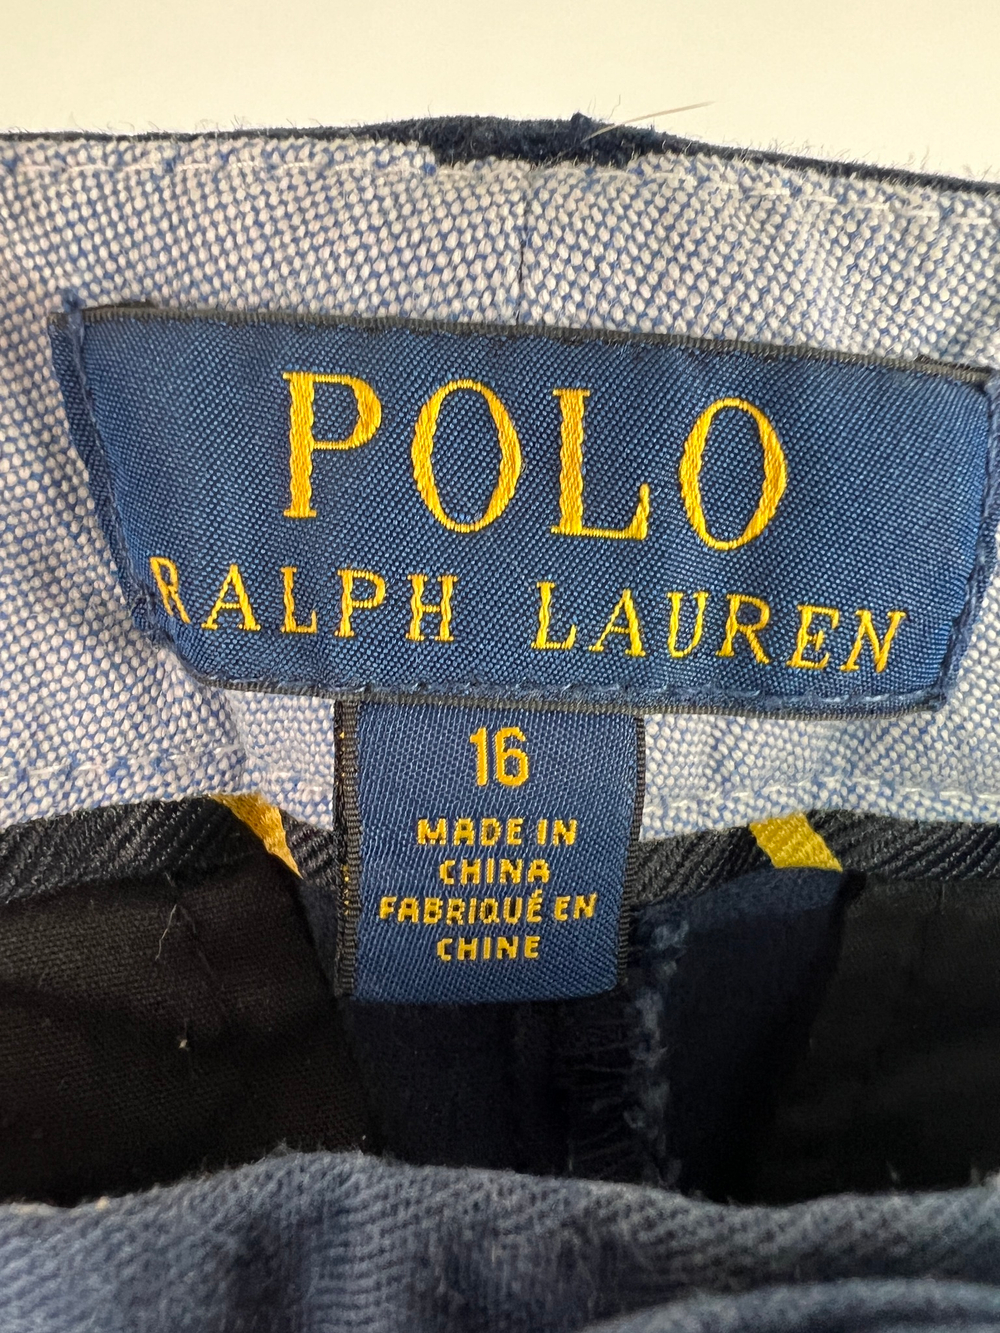 POLO
RALPH LAUREN
16
MADE IN
CHINA
FABRIQUÉ EN
CHINE